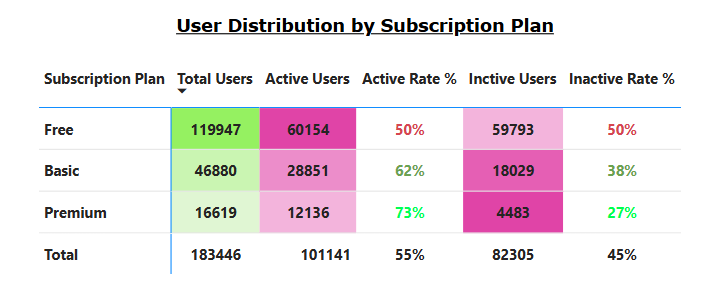 User Distribution by Subscription Plan
Subscription Plan Total Users Active Users Active Rate % Inctive Users Inactive Rate %
Free 119947 60154 50% 59793 50%
Basic 46880 28851 62% 18029 38%
Premium 16619 12136 73% 4483 27%
Total 183446 101141 55% 82305 45%